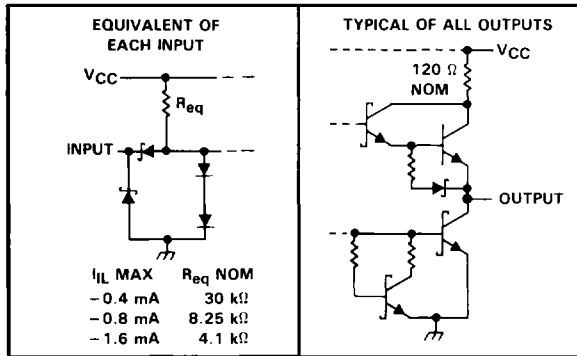 EQUIVALENT OF
EACH INPUT
VCC
Req
INPUT
IIL MAX Req NOM
−0.4 mA 30 kΩ
−0.8 mA 8.25 kΩ
−1.6 mA 4.1 kΩ
TYPICAL OF ALL OUTPUTS
VCC
120 Ω
NOM
OUTPUT